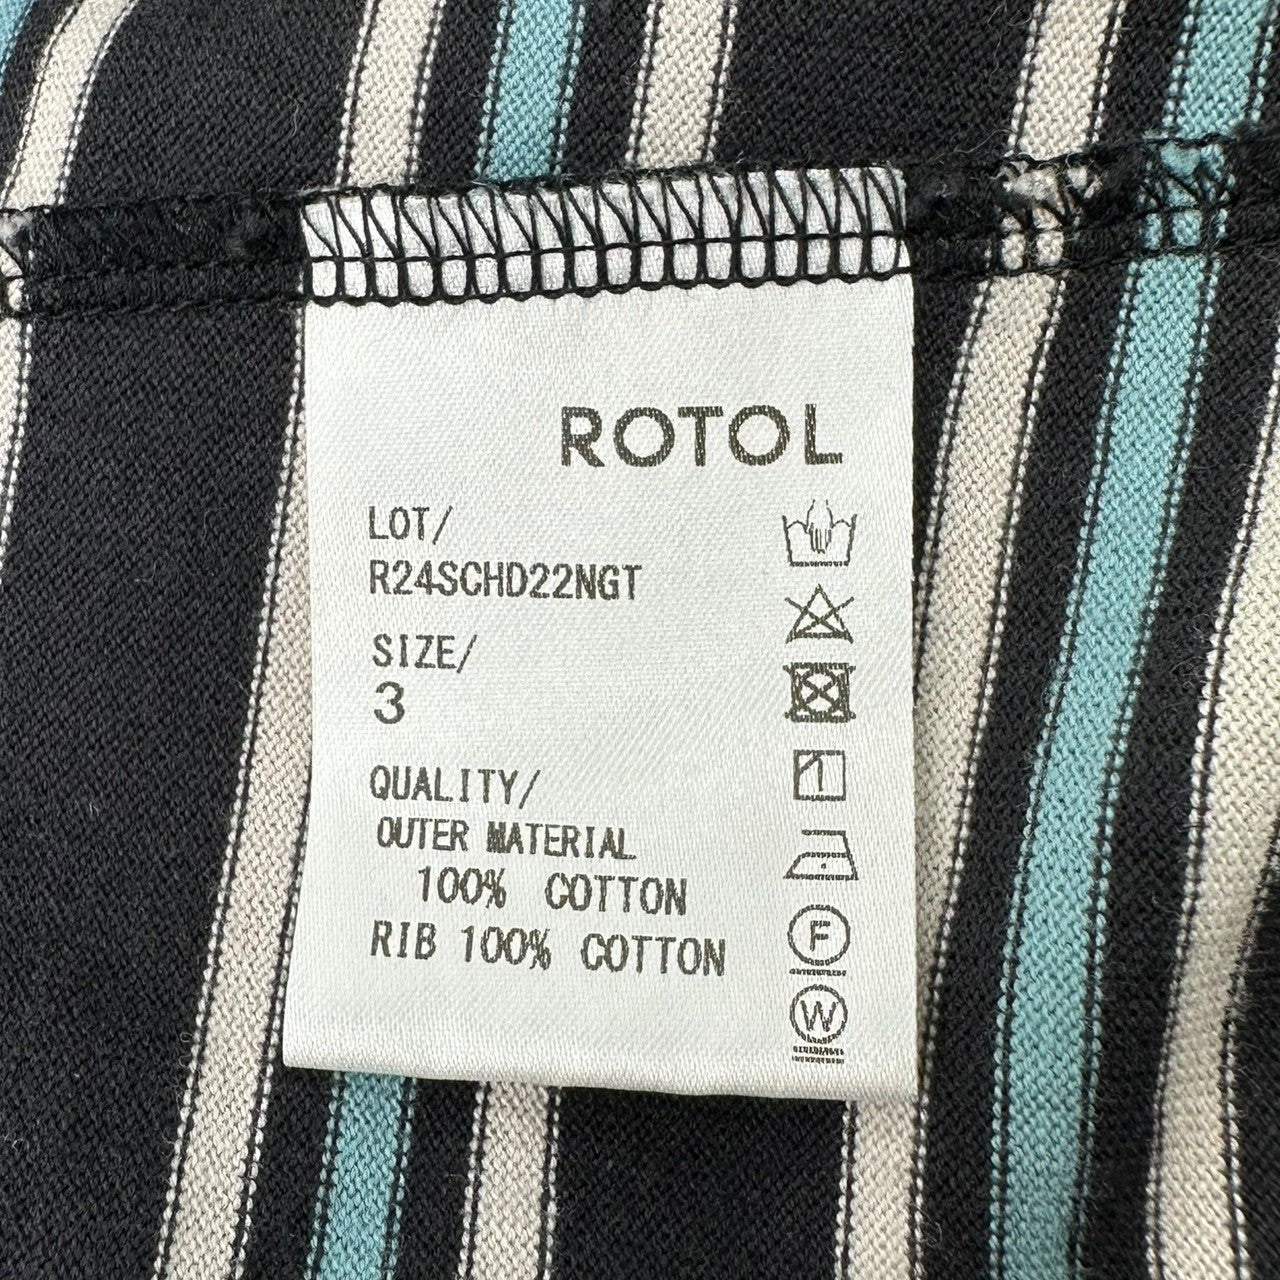 ROTOL
LOT/
R24SCHD22NGT
SIZE/
3
QUALITY/
OUTER MATERIAL
100% COTTON
RIB 100% COTTON
F
W